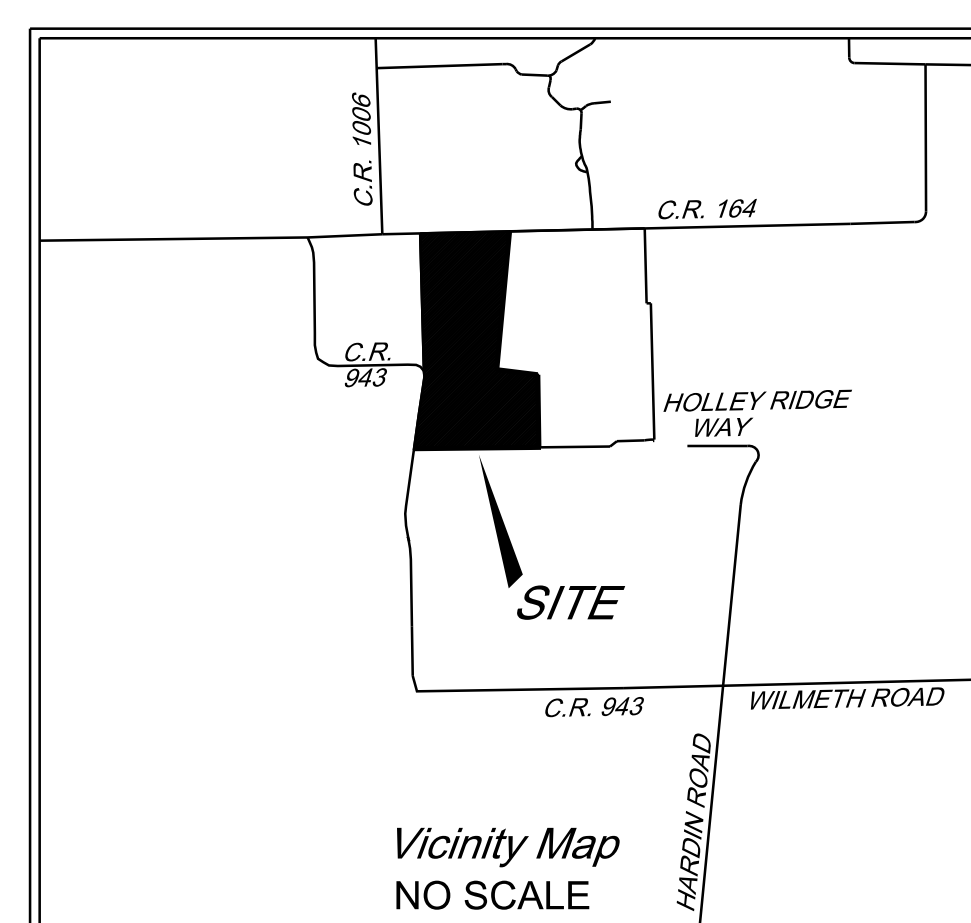 C.R. 1006
C.R. 164
C.R.
943
HOLLEY RIDGE
WAY
SITE
C.R. 943
WILMETH ROAD
HARDIN ROAD
Vicinity Map
NO SCALE